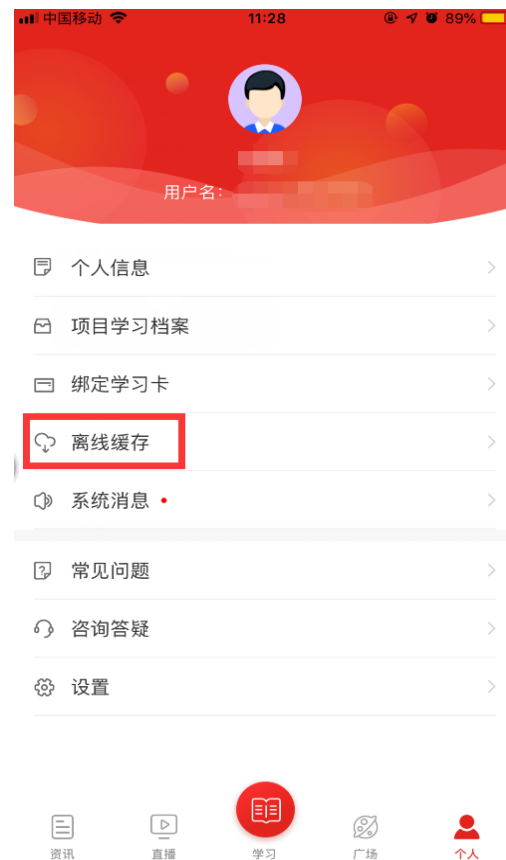 中国移动 11:28 89%
用户名:
个人信息
项目学习档案
绑定学习卡
离线缓存
系统消息
常见问题
咨询答疑
设置
资讯 直播 学习 广场 个人